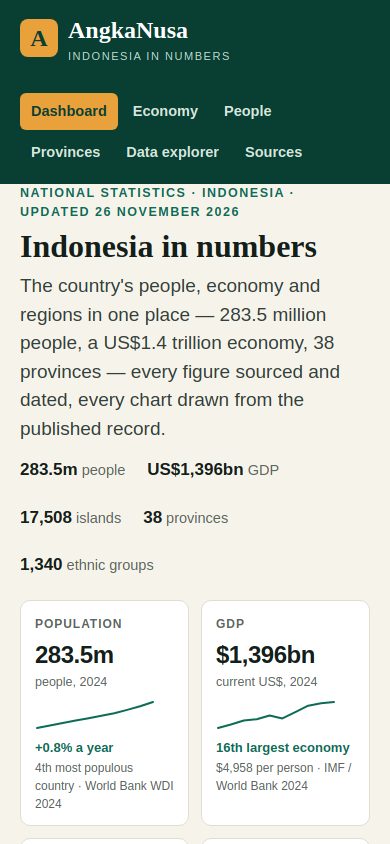 A
AngkaNusa
INDONESIA IN NUMBERS
Dashboard Economy People
Provinces Data explorer Sources
NATIONAL STATISTICS · INDONESIA ·
UPDATED 26 NOVEMBER 2026
Indonesia in numbers
The country's people, economy and
regions in one place — 283.5 million
people, a US$1.4 trillion economy, 38
provinces — every figure sourced and
dated, every chart drawn from the
published record.
283.5m people US$1,396bn GDP
17,508 islands 38 provinces
1,340 ethnic groups
POPULATION
283.5m
people, 2024
+0.8% a year
4th most populous
country · World Bank WDI
2024
GDP
$1,396bn
current US$, 2024
16th largest economy
$4,958 per person · IMF /
World Bank 2024